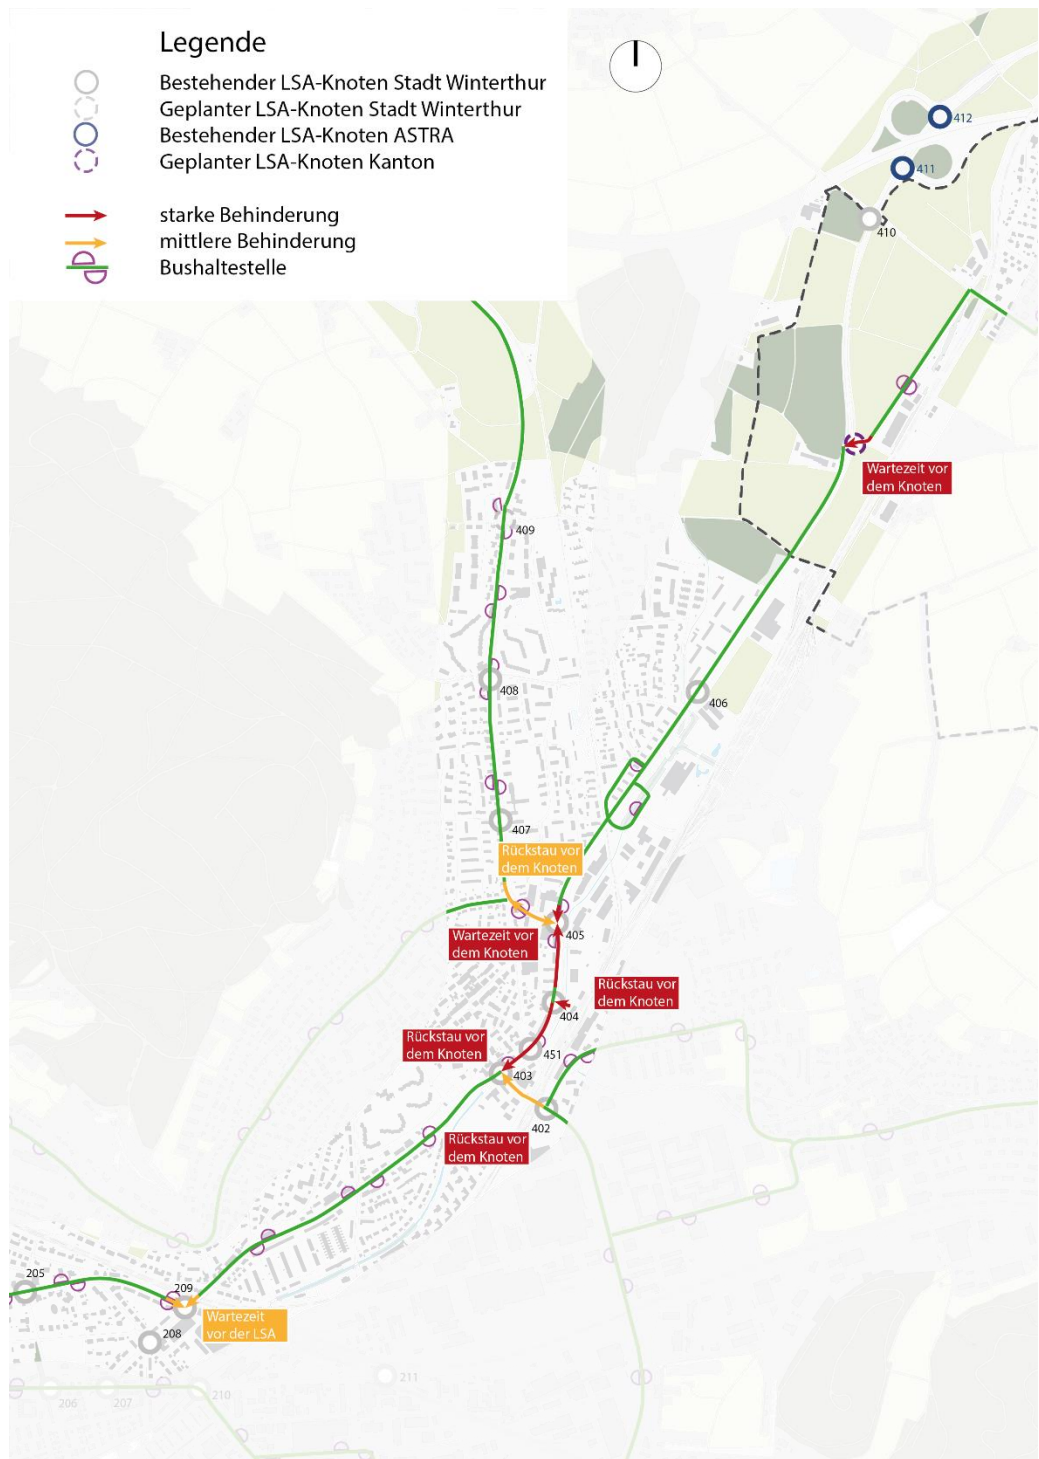 Legende
Bestehender LSA-Knoten Stadt Winterthur
Geplanter LSA-Knoten Stadt Winterthur
Bestehender LSA-Knoten ASTRA
Geplanter LSA-Knoten Kanton
starke Behinderung
mittlere Behinderung
Bushaltestelle
412
411
410
Wartezeit vor
dem Knoten
409
408
406
407
Rückstau vor
dem Knoten
405
Wartezeit vor
dem Knoten
Rückstau vor
dem Knoten
404
Rückstau vor
dem Knoten
451
403
402
Rückstau vor
dem Knoten
205
209
Wartezeit
vor der LSA
208
211
206
207
210